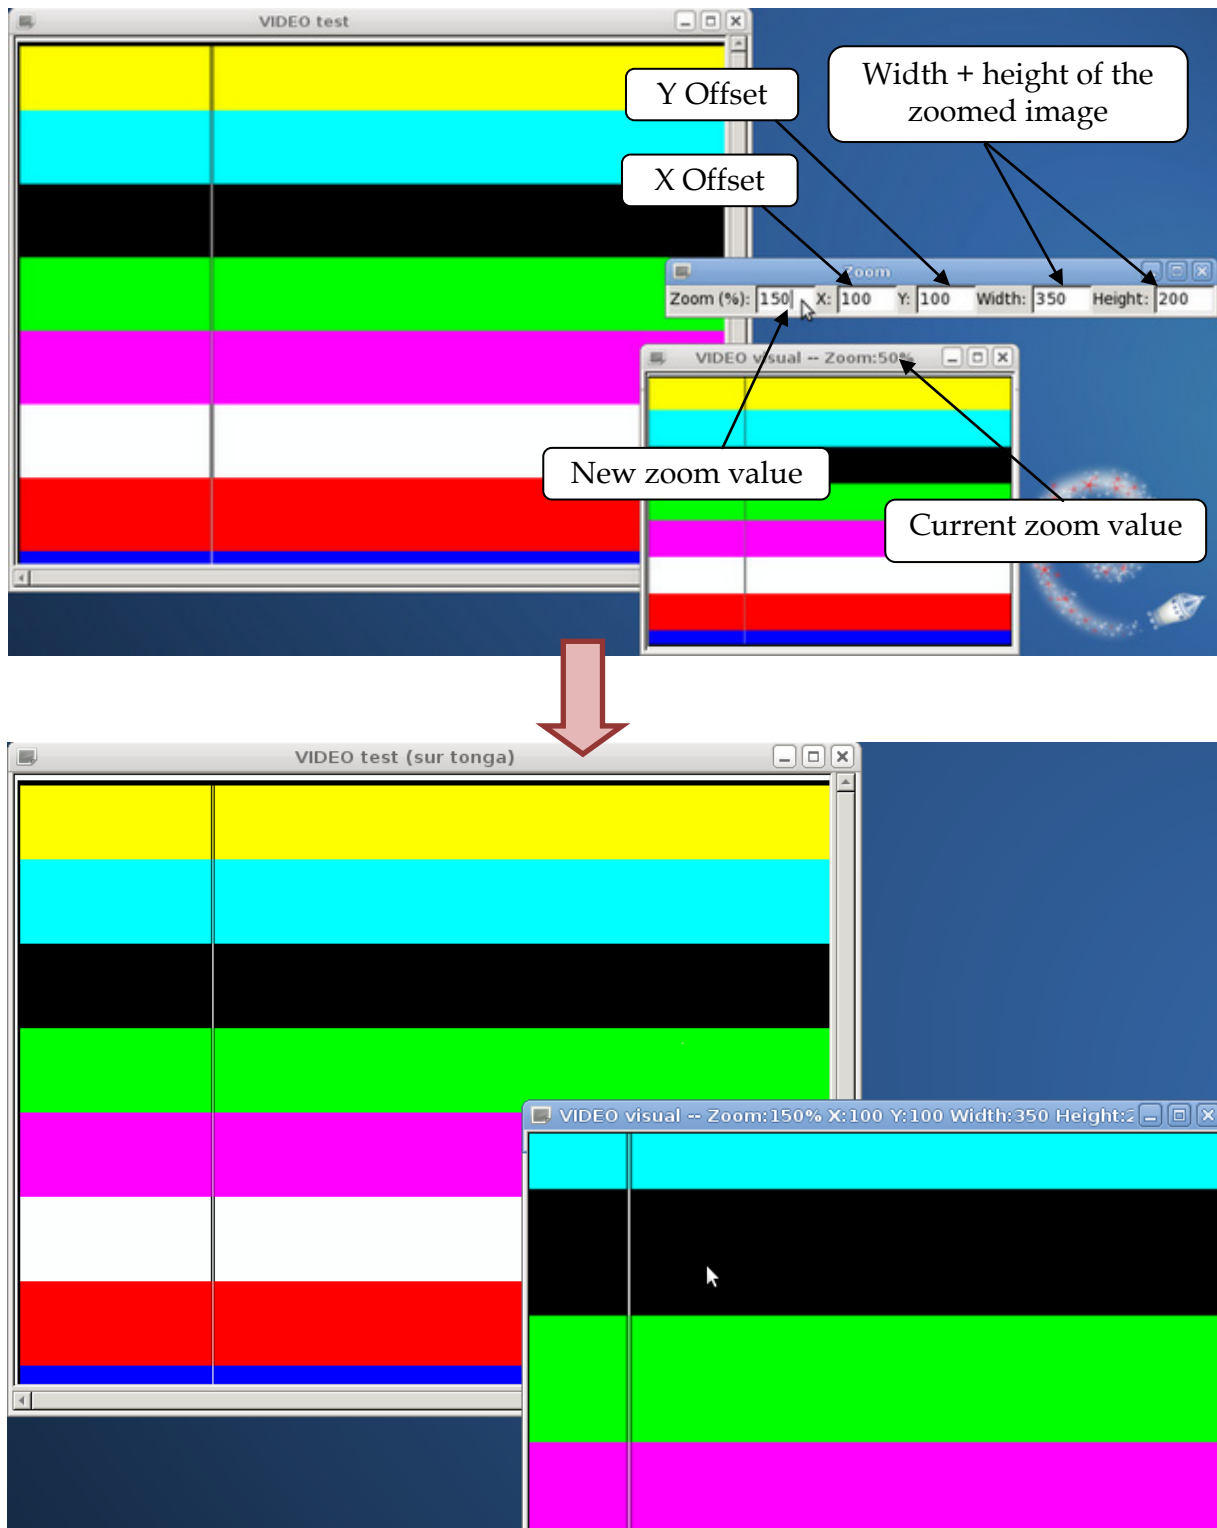 VIDEO test
Y Offset
Width + height of the
zoomed image
X Offset
Zoom
Zoom (%): 150 X: 100 Y: 100 Width: 350 Height: 200
VIDEO visual -- Zoom:50%
New zoom value
Current zoom value
VIDEO test (sur tonga)
VIDEO visual -- Zoom:150% X:100 Y:100 Width:350 Height:2